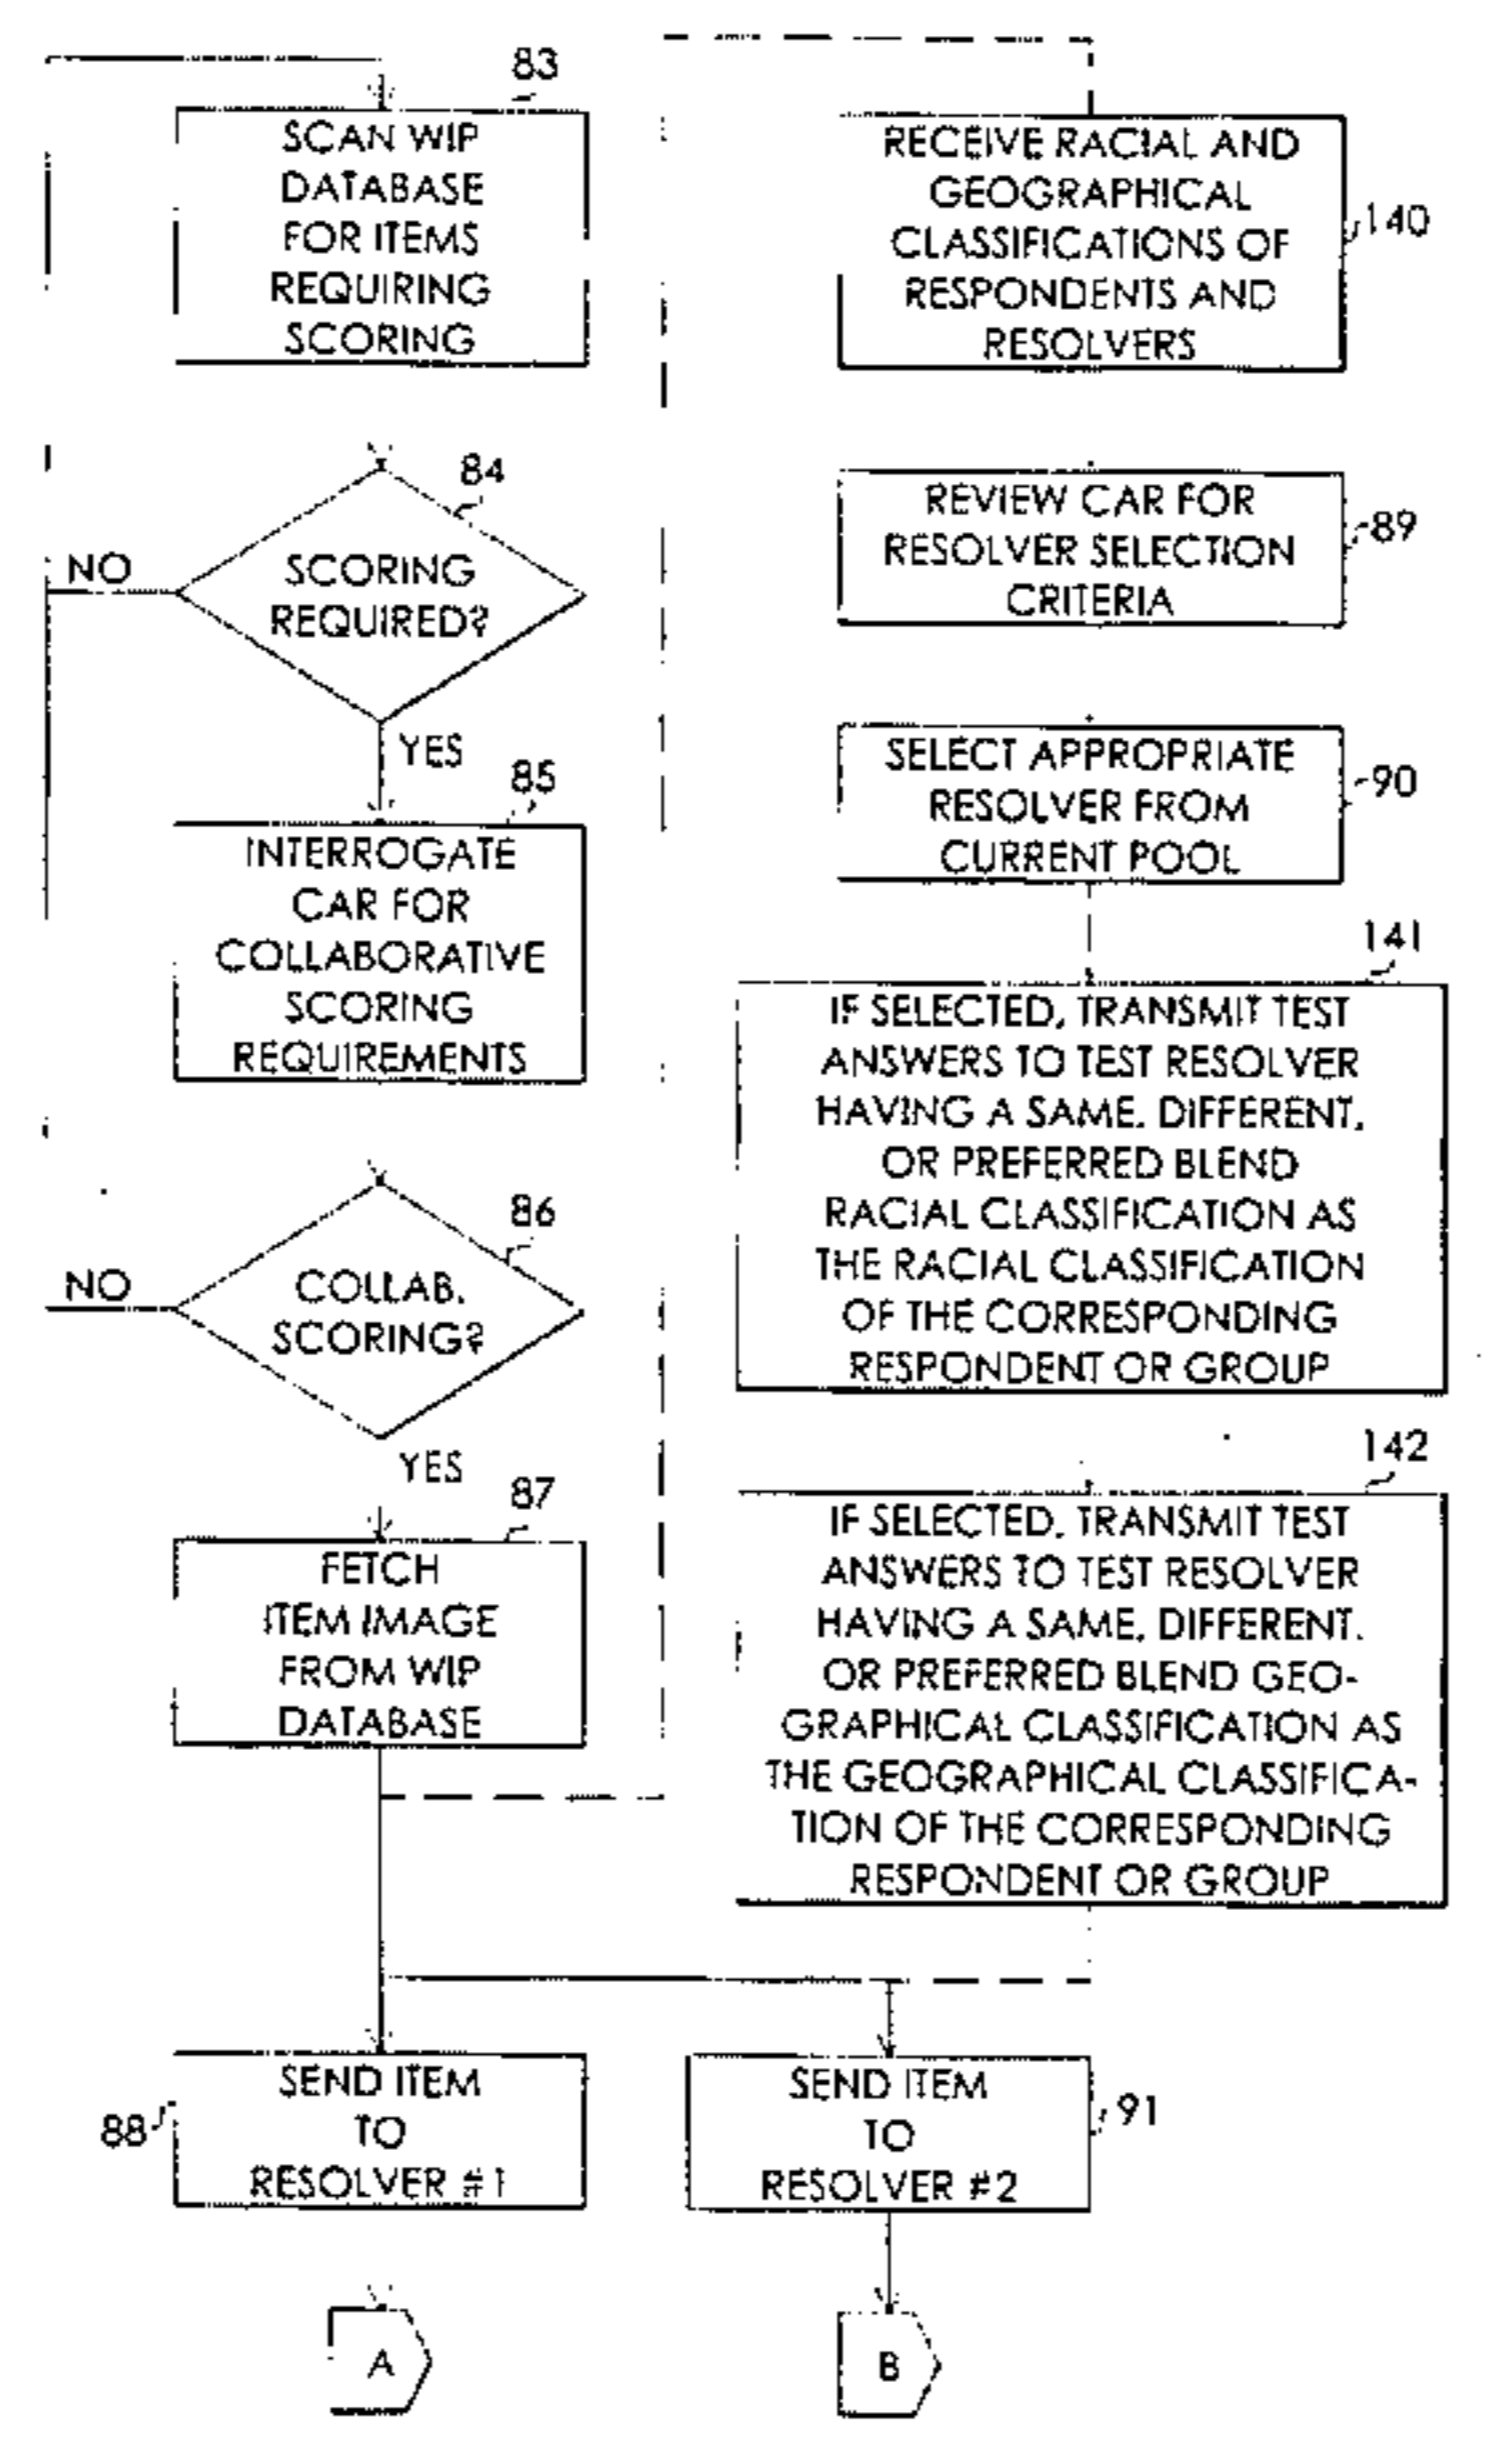 83
SCAN WIP
DATABASE
FOR ITEMS
REQUIRING
SCORING
84
NO
SCORING
REQUIRED?
YES
85
INTERROGATE
CAR FOR
COLLABORATIVE
SCORING
REQUIREMENTS
86
NO
COLLAB.
SCORING?
YES
87
FETCH
ITEM IMAGE
FROM WIP
DATABASE
88
SEND ITEM
TO
RESOLVER #1
A
RECEIVE RACIAL AND
GEOGRAPHICAL
CLASSIFICATIONS OF
RESPONDENTS AND
RESOLVERS
140
REVIEW CAR FOR
RESOLVER SELECTION
CRITERIA
89
SELECT APPROPRIATE
RESOLVER FROM
CURRENT POOL
90
141
IF SELECTED, TRANSMIT TEST
ANSWERS TO TEST RESOLVER
HAVING A SAME, DIFFERENT,
OR PREFERRED BLEND
RACIAL CLASSIFICATION AS
THE RACIAL CLASSIFICATION
OF THE CORRESPONDING
RESPONDENT OR GROUP
142
IF SELECTED, TRANSMIT TEST
ANSWERS TO TEST RESOLVER
HAVING A SAME, DIFFERENT,
OR PREFERRED BLEND GEO-
GRAPHICAL CLASSIFICATION AS
THE GEOGRAPHICAL CLASSIFICA-
TION OF THE CORRESPONDING
RESPONDENT OR GROUP
SEND ITEM
TO
RESOLVER #2
91
B